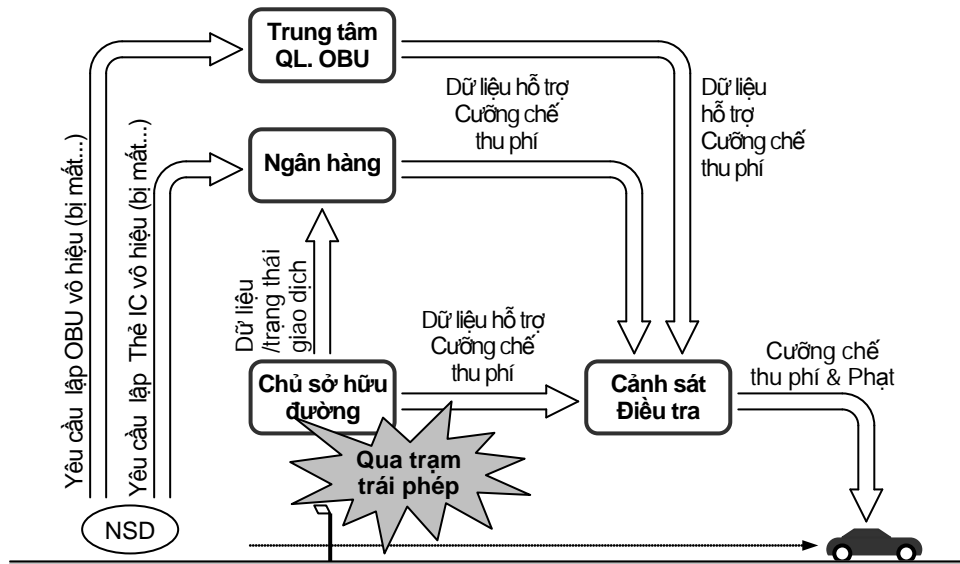 Trung tâm
QL. OBU
Dữ liệu hỗ trợ
Cưỡng chế
thu phí
Dữ liệu
hỗ trợ
Cưỡng chế
thu phí
Ngân hàng
Yêu cầu lập OBU vô hiệu (bị mất...)
Yêu cầu lập Thẻ IC vô hiệu (bị mất...)
Dữ liệu
/trạng thái
giao dịch
Dữ liệu hỗ trợ
Cưỡng chế
thu phí
Chủ sở hữu
đường
Cảnh sát
Điều tra
Cưỡng chế
thu phí & Phạt
Qua trạm
trái phép
NSD